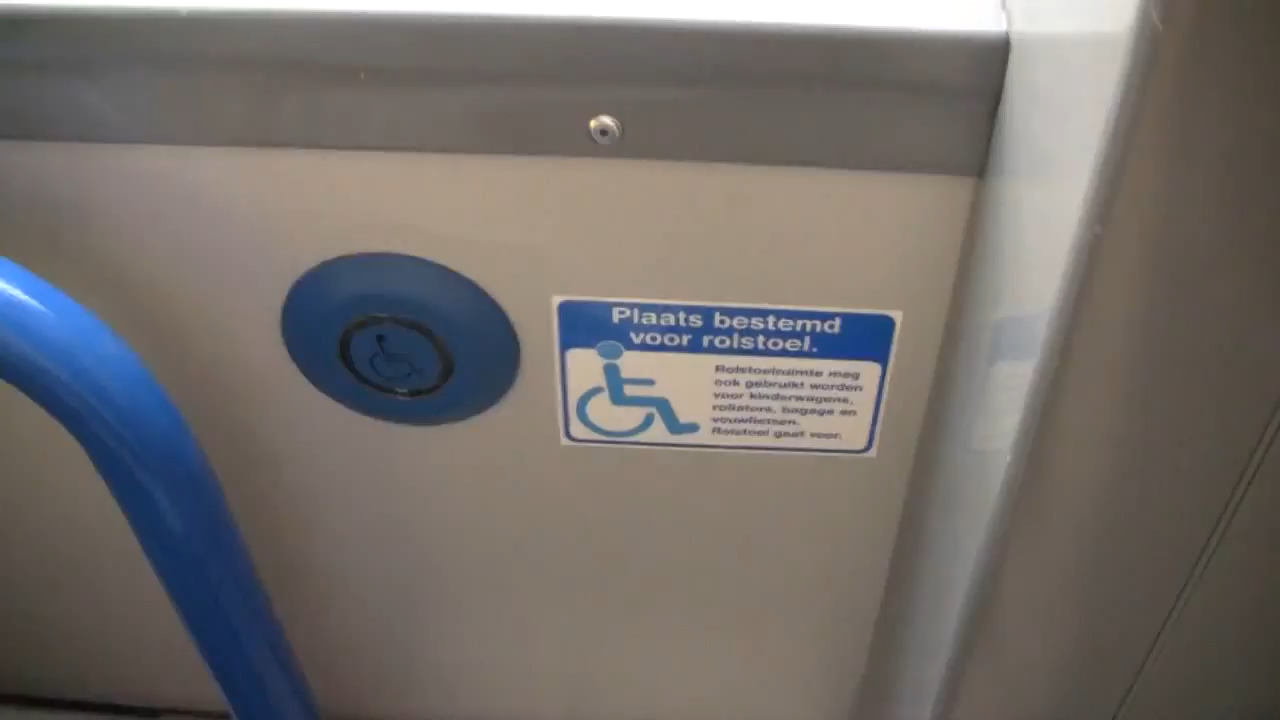 Plaats bestemd
voor rolstoel.
Rolstoelruimte mag
ook gebruikt worden
voor kinderwagens,
rollators, bagage en
vouwfietsen.
Rolstoel gaat voor.